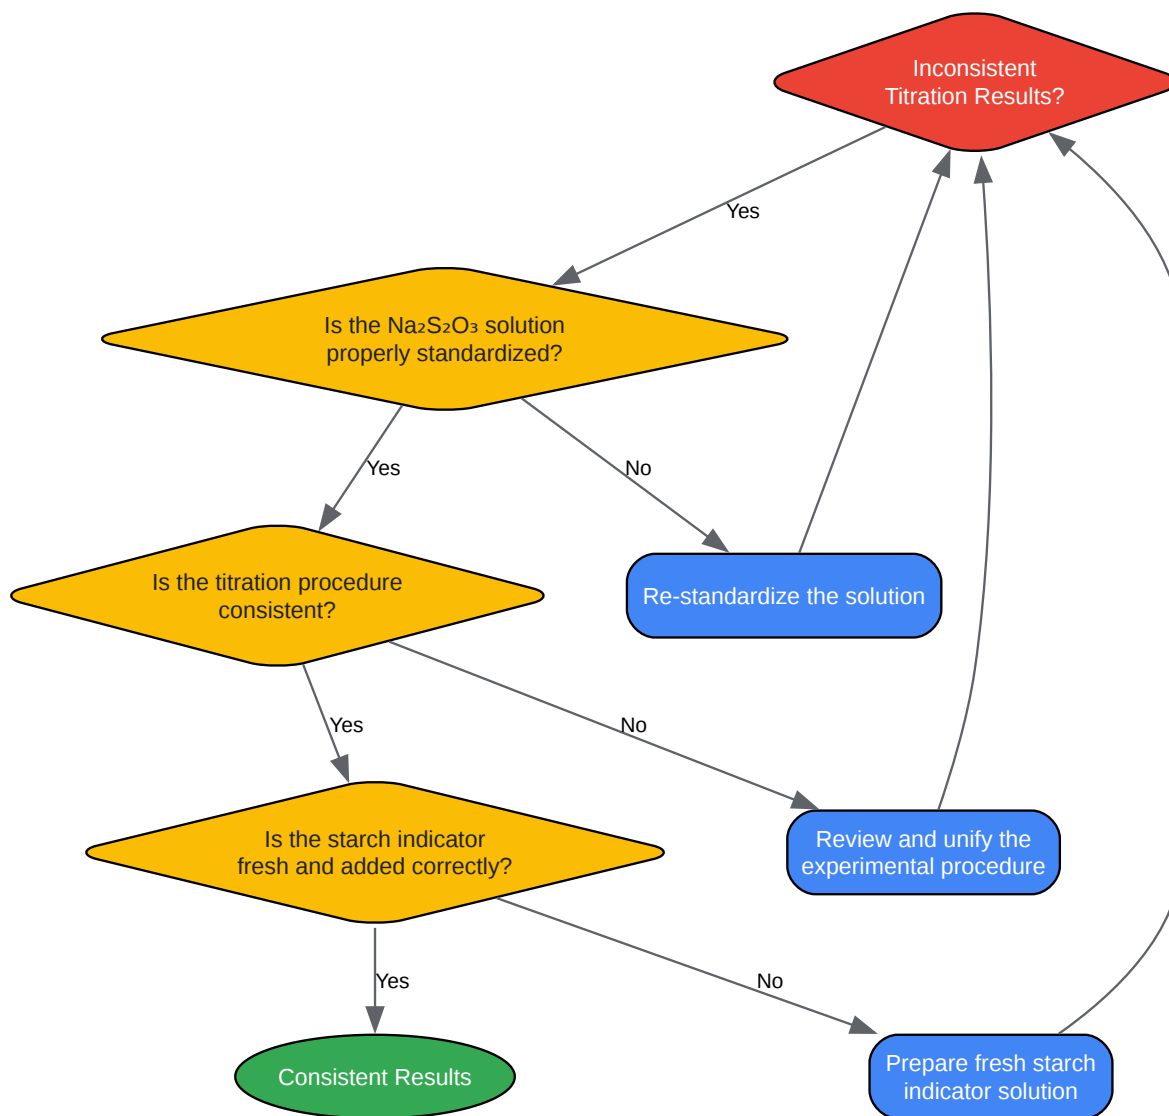 Inconsistent
Titration Results?
Yes
Is the Na₂S₂O₃ solution
properly standardized?
Yes
No
Is the titration procedure
consistent?
Re-standardize the solution
Yes
No
Is the starch indicator
fresh and added correctly?
Review and unify the
experimental procedure
Yes
No
Consistent Results
Prepare fresh starch
indicator solution